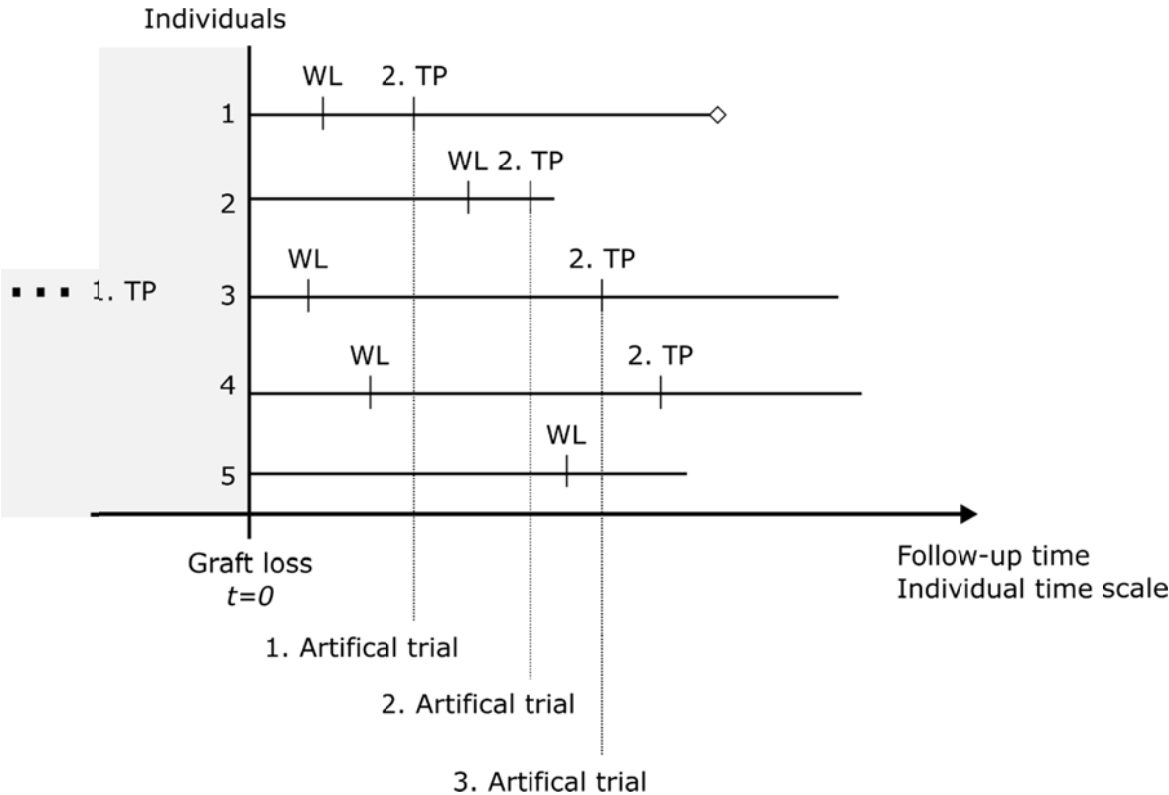 Individuals
WL 2. TP
1
WL 2. TP
2
WL 2. TP
1. TP 3
WL 2. TP
4
WL
5
Graft loss
t=0
Follow-up time
Individual time scale
1. Artifical trial
2. Artifical trial
3. Artifical trial